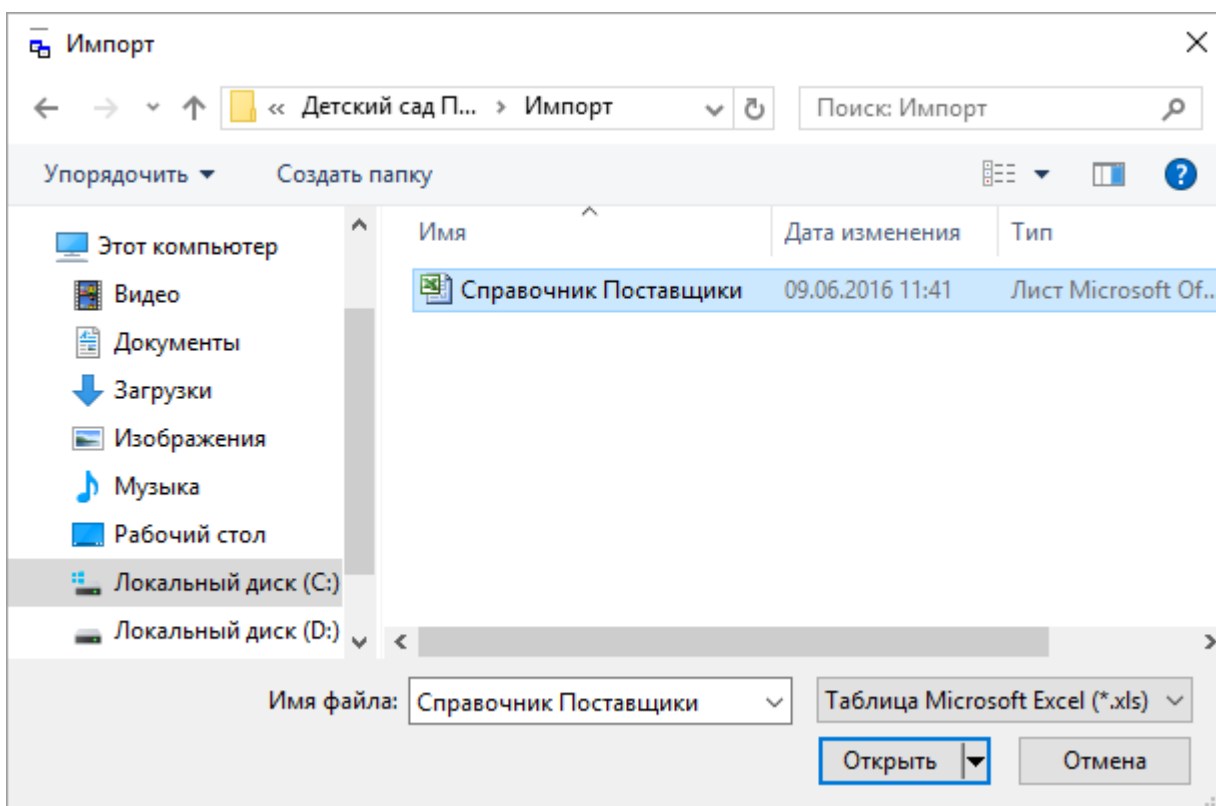 Импорт
« Детский сад П... > Импорт
Поиск: Импорт
Упорядочить
Создать папку
?
Имя
Дата изменения
Тип
Этот компьютер
Видео
Документы
Загрузки
Изображения
Музыка
Рабочий стол
Локальный диск (C:)
Локальный диск (D:)
Справочник Поставщики
09.06.2016 11:41
Лист Microsoft Of...
Имя файла:
Справочник Поставщики
Таблица Microsoft Excel (*.xls)
Открыть
Отмена